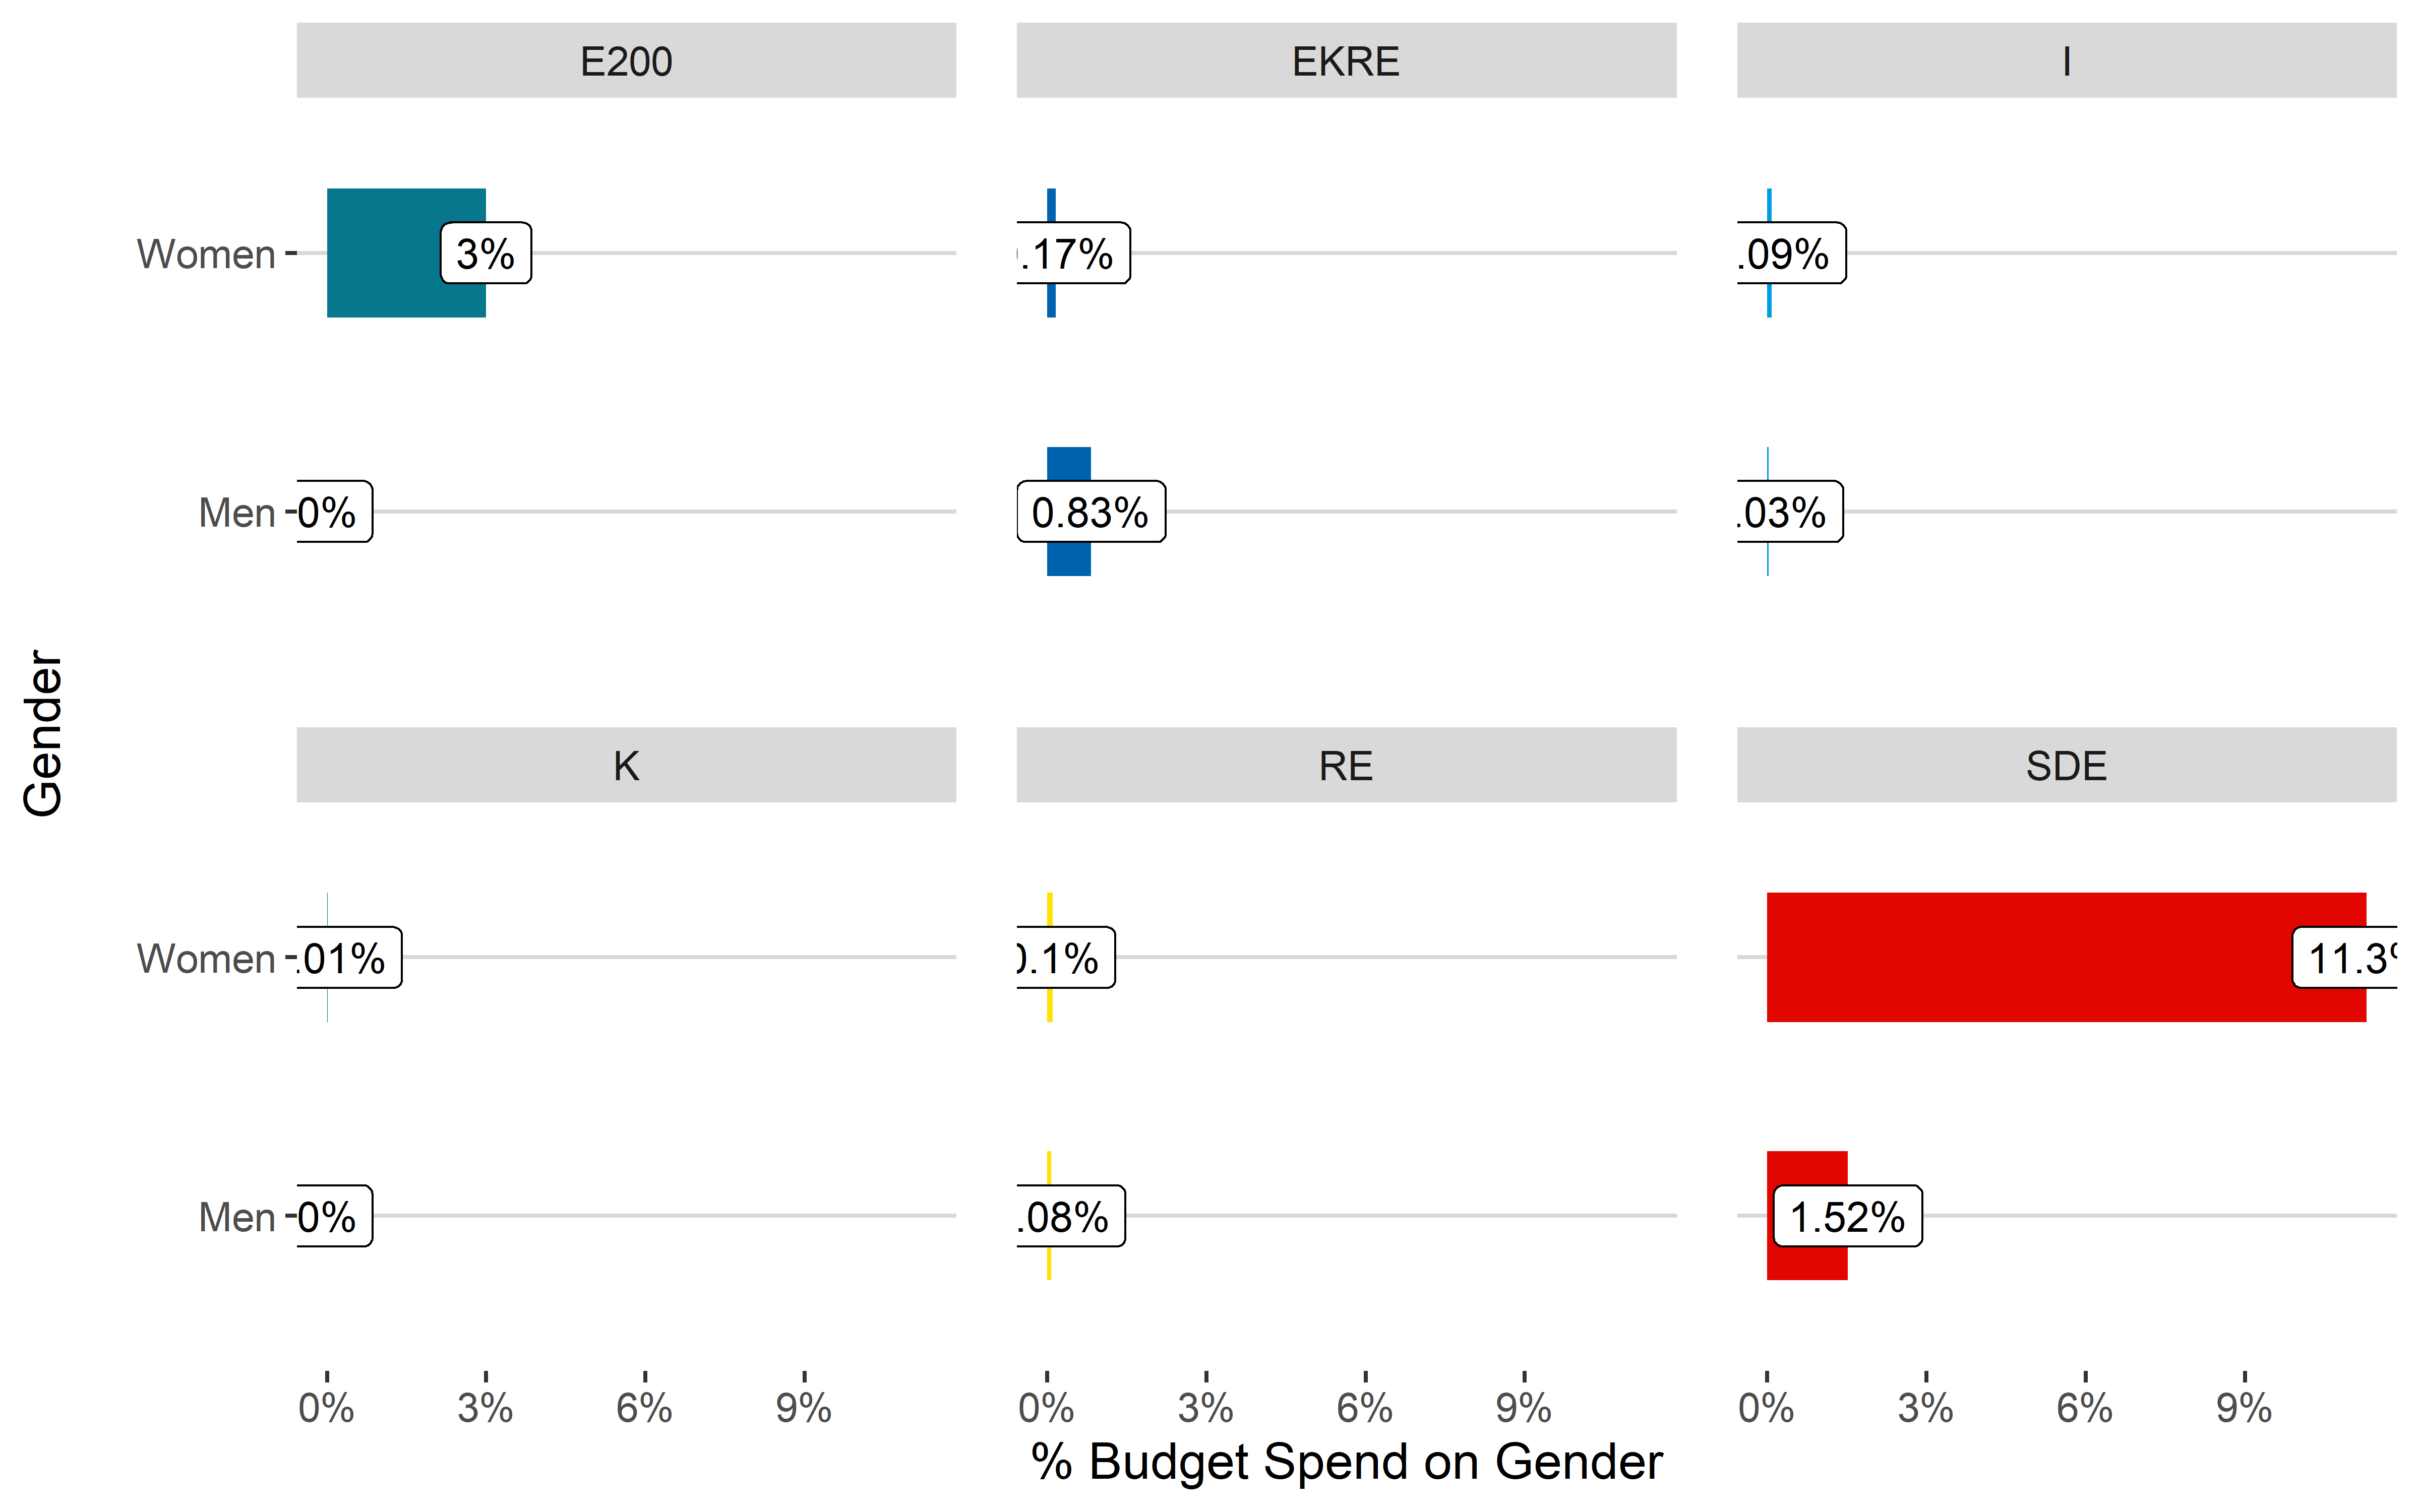 E200
EKRE
I
Women
3%
.17%
.09%
Men
0%
0.83%
.03%
Gender
K
RE
SDE
Women
.01%
0.1%
11.3%
Men
0%
.08%
1.52%
0% 3% 6% 9%
0% 3% 6% 9%
0% 3% 6% 9%
% Budget Spend on Gender